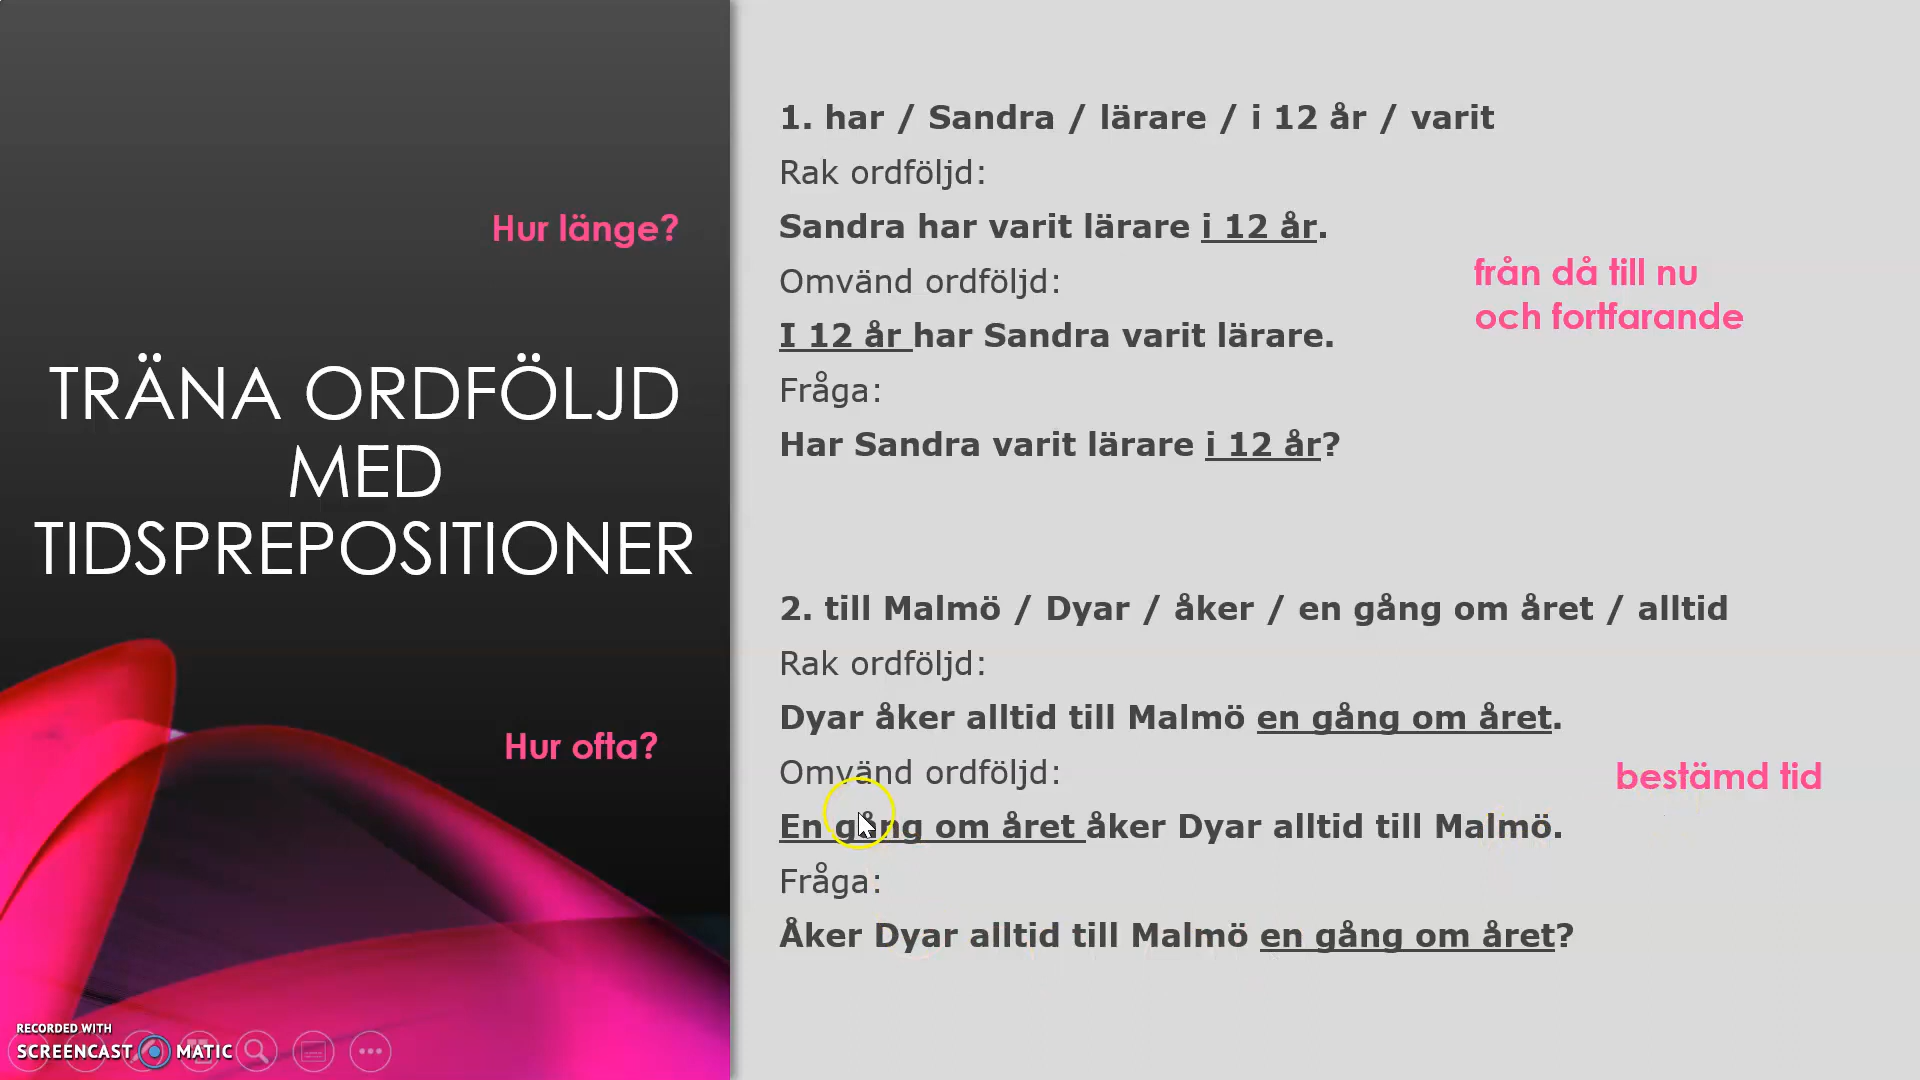 Hur länge?
TRÄNA ORDFÖLJD
MED
TIDSPREPOSITIONER
Hur ofta?
1. har / Sandra / lärare / i 12 år / varit
Rak ordföljd:
Sandra har varit lärare i 12 år.
Omvänd ordföljd:
I 12 år har Sandra varit lärare.
Fråga:
Har Sandra varit lärare i 12 år?
från då till nu
och fortfarande
2. till Malmö / Dyar / åker / en gång om året / alltid
Rak ordföljd:
Dyar åker alltid till Malmö en gång om året.
Omvänd ordföljd:
En gång om året åker Dyar alltid till Malmö.
Fråga:
Åker Dyar alltid till Malmö en gång om året?
bestämd tid
RECORDED WITH
SCREENCAST MATIC